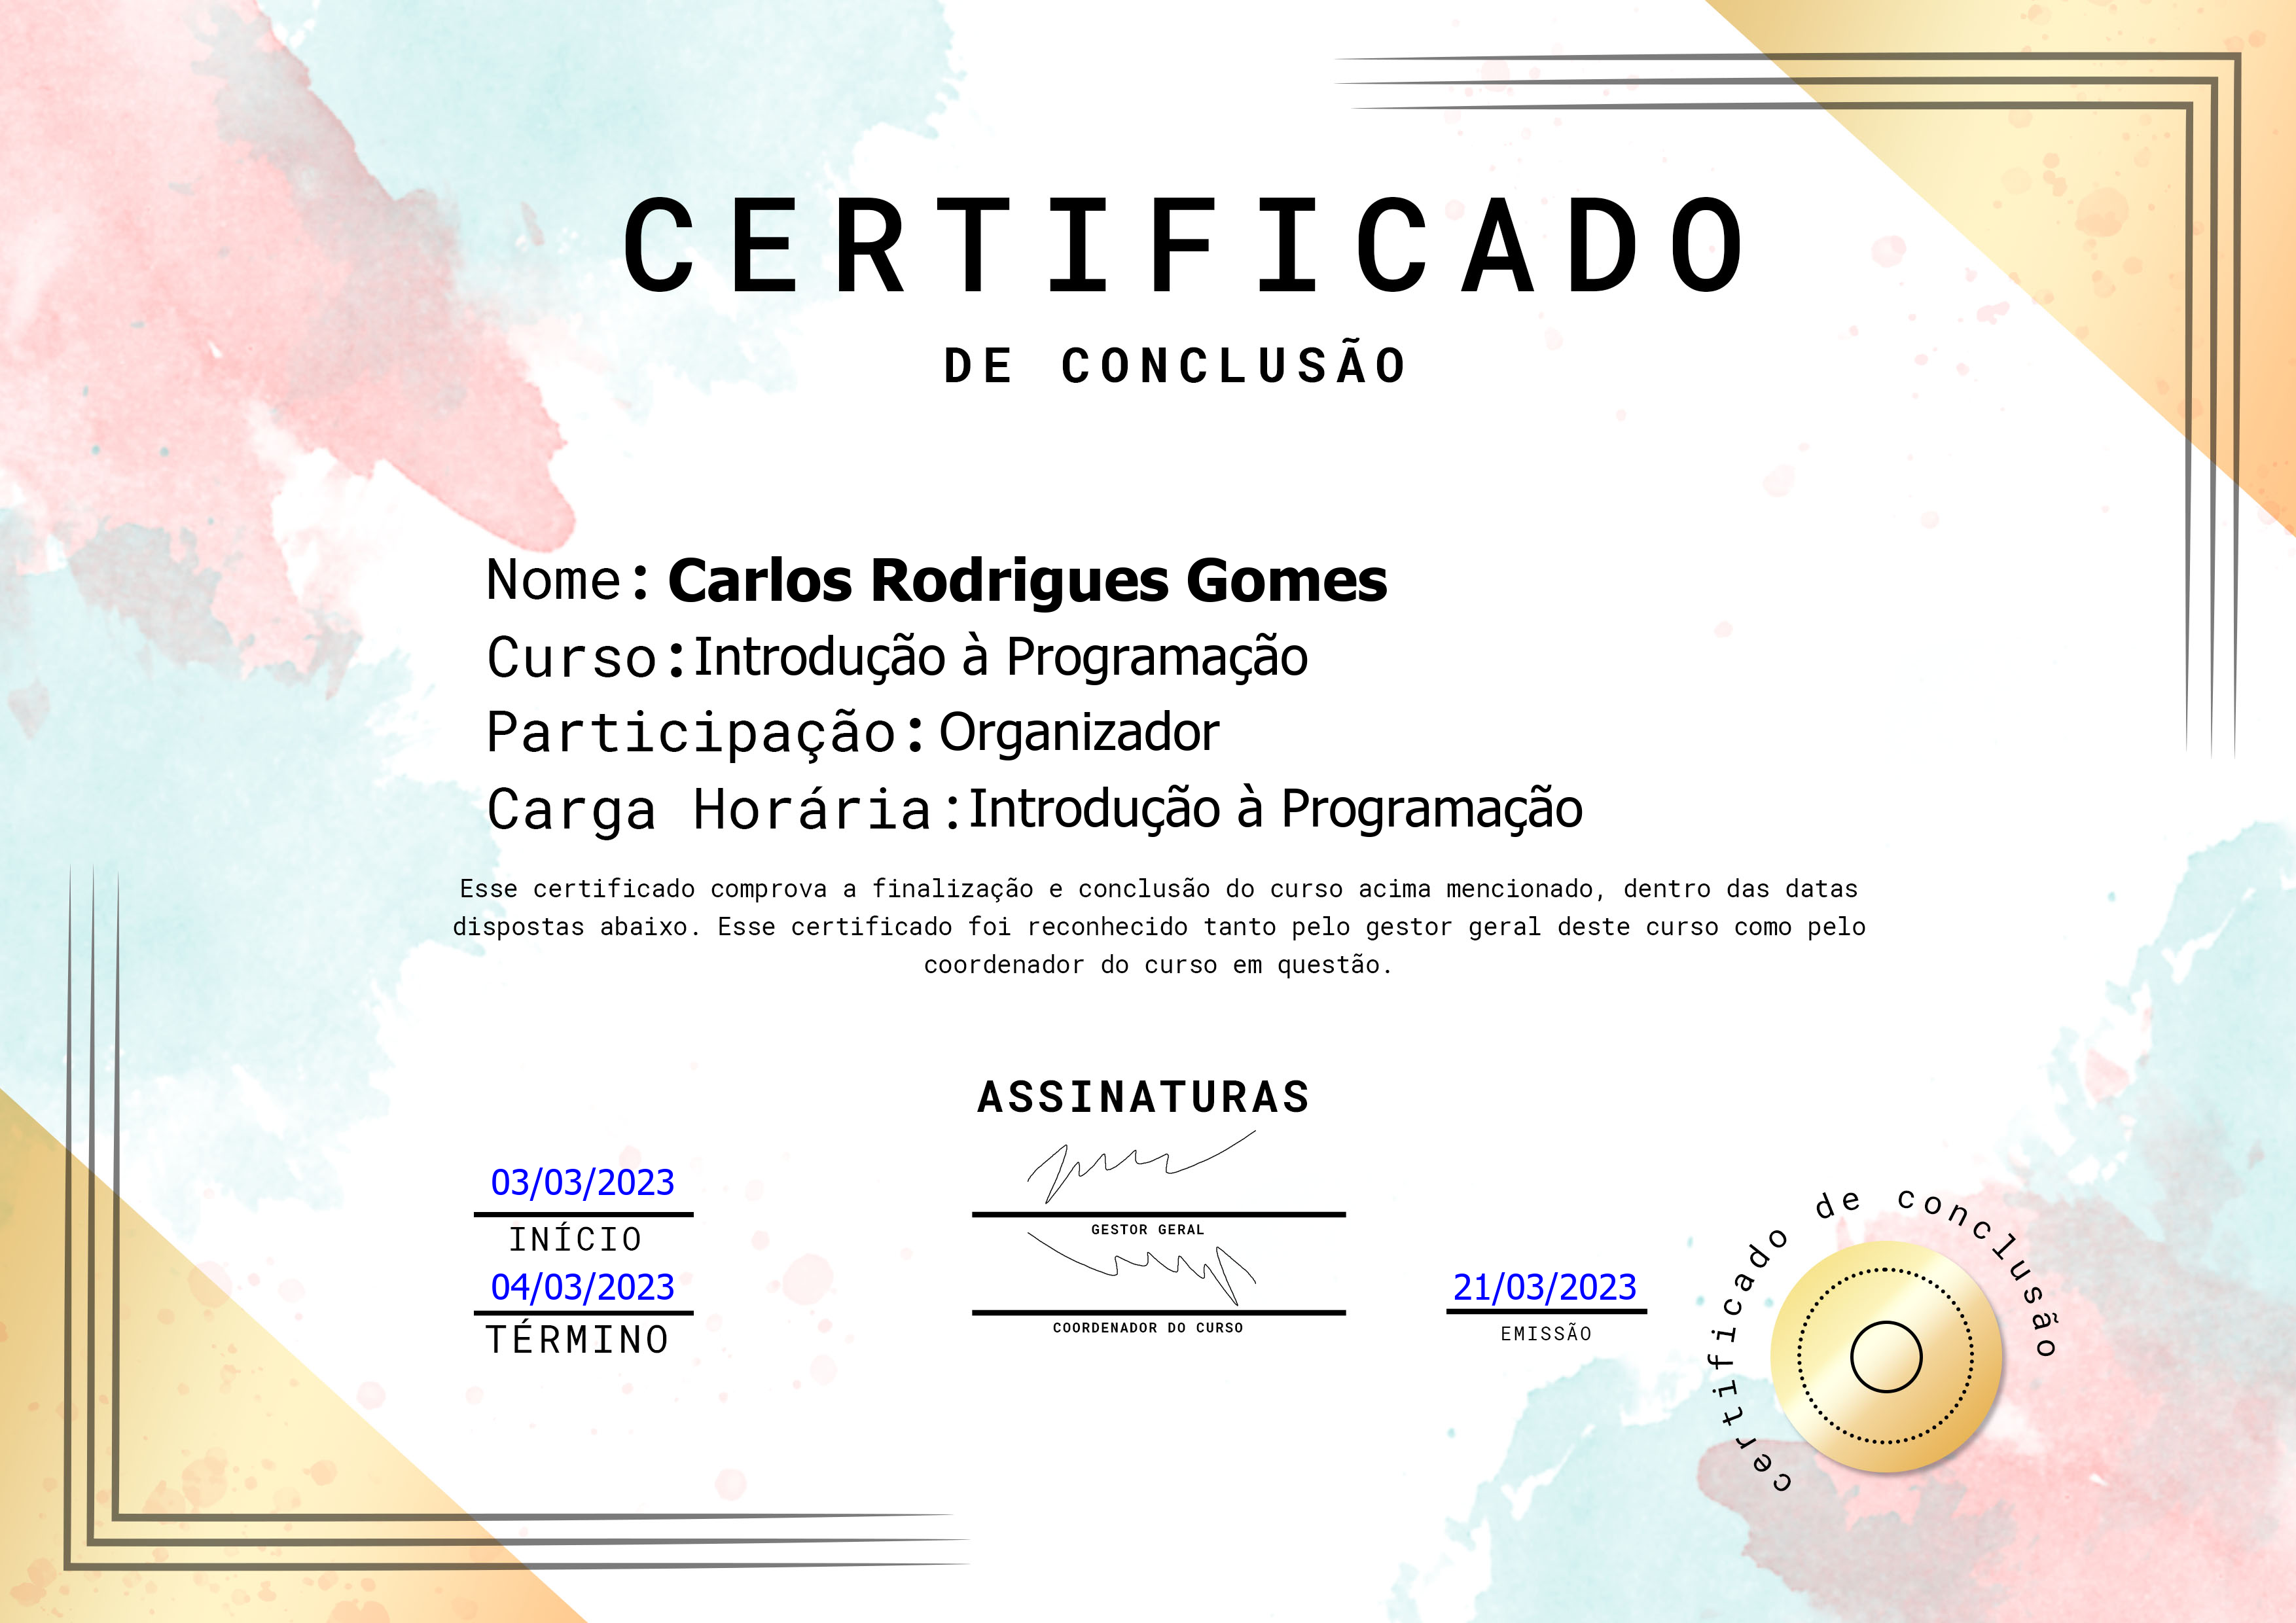 CERTIFICADO
DE CONCLUSÃO
Nome: Carlos Rodrigues Gomes
Curso:Introdução à Programação
Participação: Organizador
Carga Horária:Introdução à Programação
Esse certificado comprova a finalização e conclusão do curso acima mencionado, dentro das datas
dispostas abaixo. Esse certificado foi reconhecido tanto pelo gestor geral deste curso como pelo
coordenador do curso em questão.
ASSINATURAS
03/03/2023
INÍCIO
GESTOR GERAL
04/03/2023
TÉRMINO
COORDENADOR DO CURSO
21/03/2023
EMISSÃO
certificado de conclusão